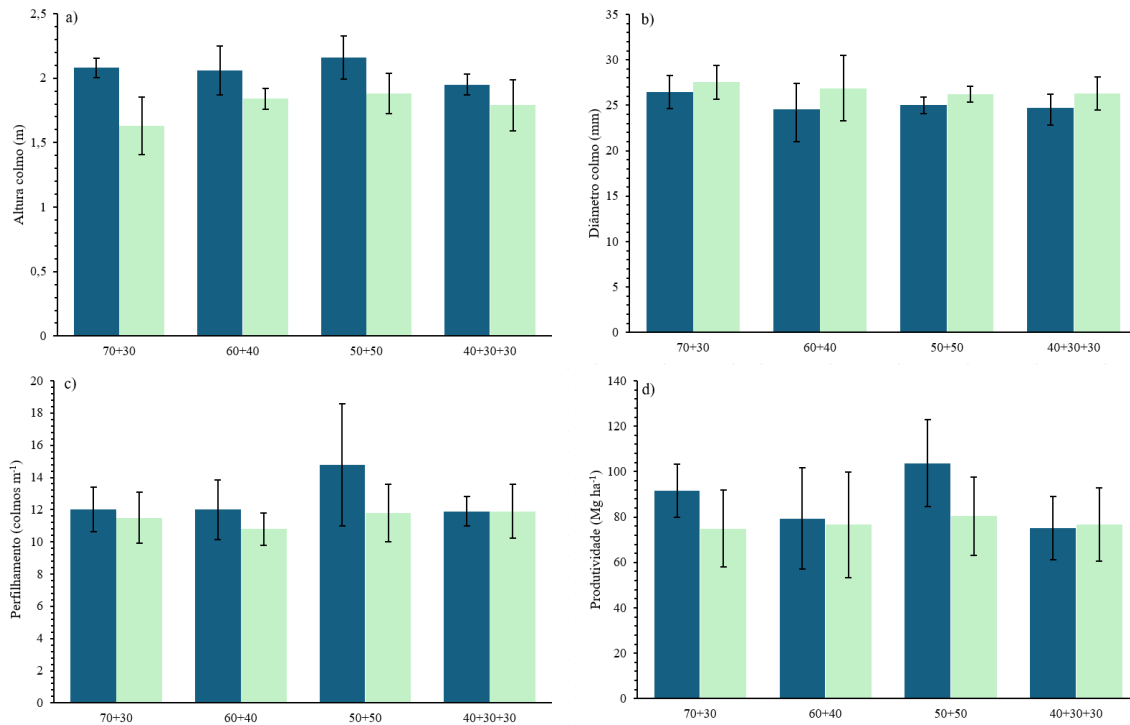 a)
Altura colmo (m)
2,5
2
1,5
1
0,5
0
70+30 60+40 50+50 40+30+30
b)
Diâmetro colmo (mm)
35
30
25
20
15
10
5
0
70+30 60+40 50+50 40+30+30
c)
Perfilhamento (colmos m⁻¹)
20
18
16
14
12
10
8
6
4
2
0
70+30 60+40 50+50 40+30+30
d)
Produtividade (Mg ha⁻¹)
140
120
100
80
60
40
20
0
70+30 60+40 50+50 40+30+30